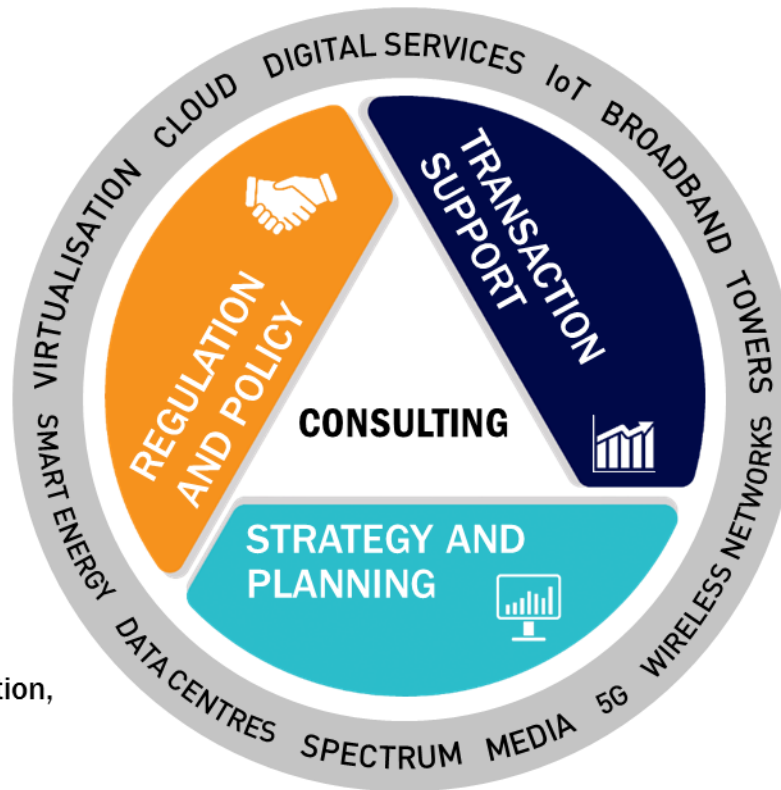 VIRTUALISATION
CLOUD
DIGITAL SERVICES
IoT
BROADBAND
TOWERS
WIRELESS NETWORKS
5G
MEDIA
SPECTRUM
DATA CENTRES
SMART ENERGY
REGULATION
AND POLICY
TRANSACTION
SUPPORT
CONSULTING
STRATEGY AND
PLANNING
tion,